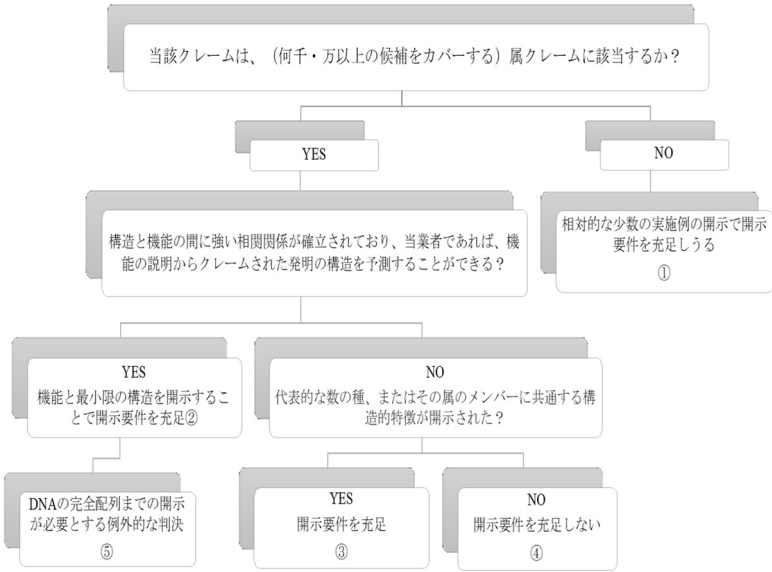 当該クレームは、（何千・万以上の候補をカバーする）属クレームに該当するか？
YES
NO
構造と機能の間に強い相関関係が確立されており、当業者であれば、機
能の説明からクレームされた発明の構造を予測することができる？
相対的な少数の実施例の開示で開示
要件を充足しうる
①
YES
機能と最小限の構造を開示するこ
とで開示要件を充足②
NO
代表的な数の種、またはその属のメンバーに共通する構
造的特徴が開示された？
DNAの完全配列までの開示
が必要とする例外的な判決
⑤
YES
開示要件を充足
③
NO
開示要件を充足しない
④